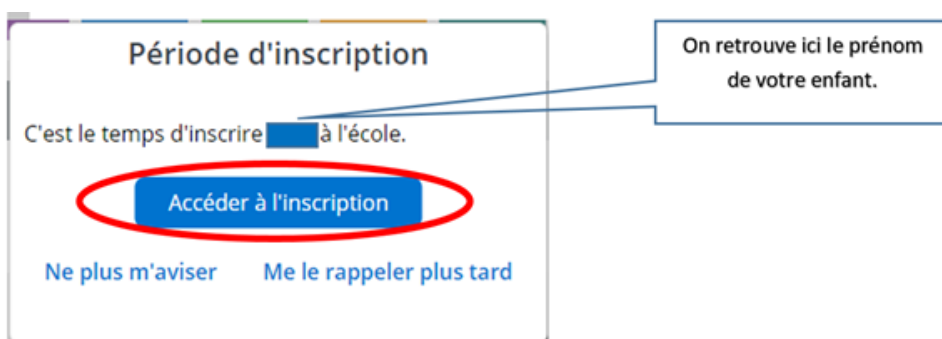 Période d'inscription
On retrouve ici le prénom
de votre enfant.
C'est le temps d'inscrire à l'école.
Accéder à l'inscription
Ne plus m'aviser Me le rappeler plus tard